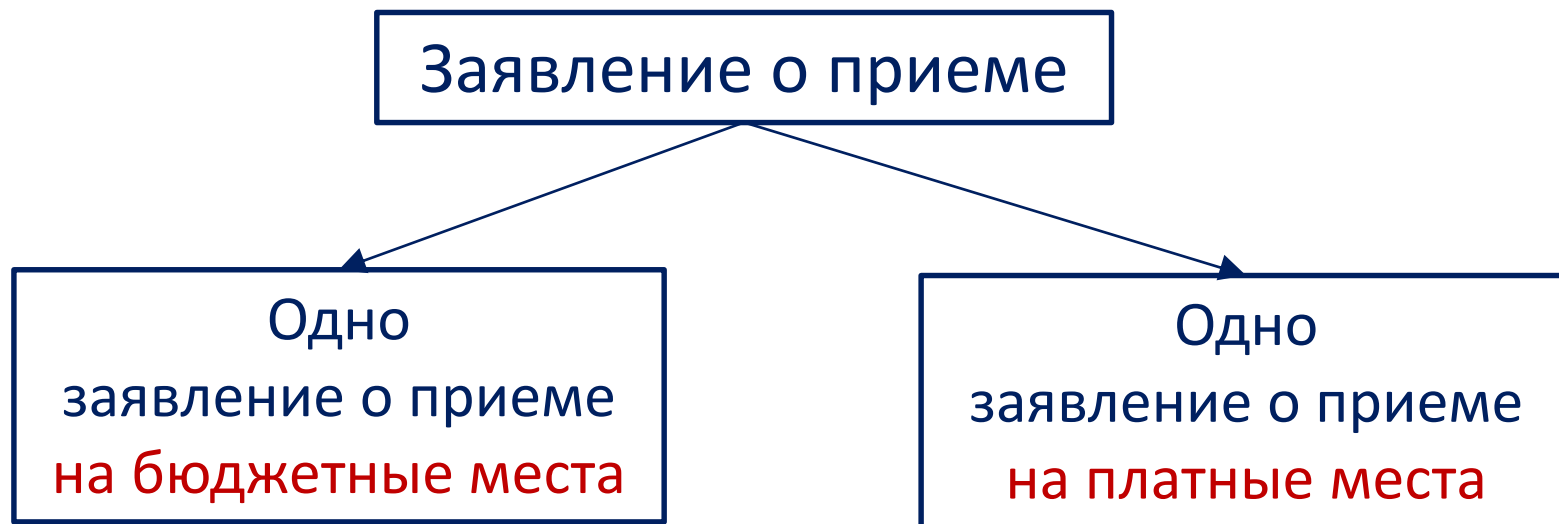 Заявление о приеме
Одно
заявление о приеме
на бюджетные места
Одно
заявление о приеме
на платные места